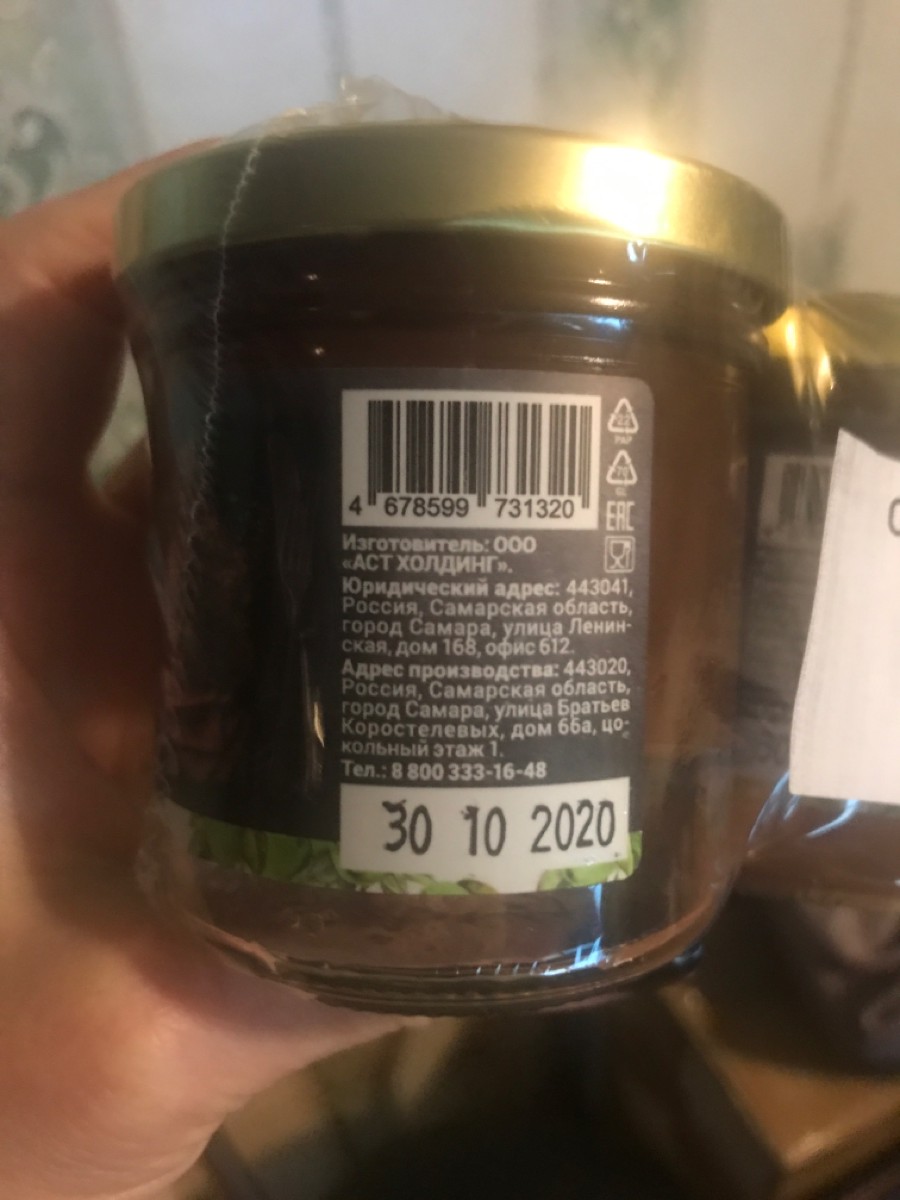 4 678599 731320
22
PAP
70
GL
EAC
Изготовитель: ООО
«АСТ ХОЛДИНГ».
Юридический адрес: 443041,
Россия, Самарская область,
город Самара, улица Ленин-
ская, дом 168, офис 612.
Адрес производства: 443020,
Россия, Самарская область,
город Самара, улица Братьев
Коростелевых, дом 66а, цо-
кольный этаж 1.
Тел.: 8 800 333-16-48
30 10 2020